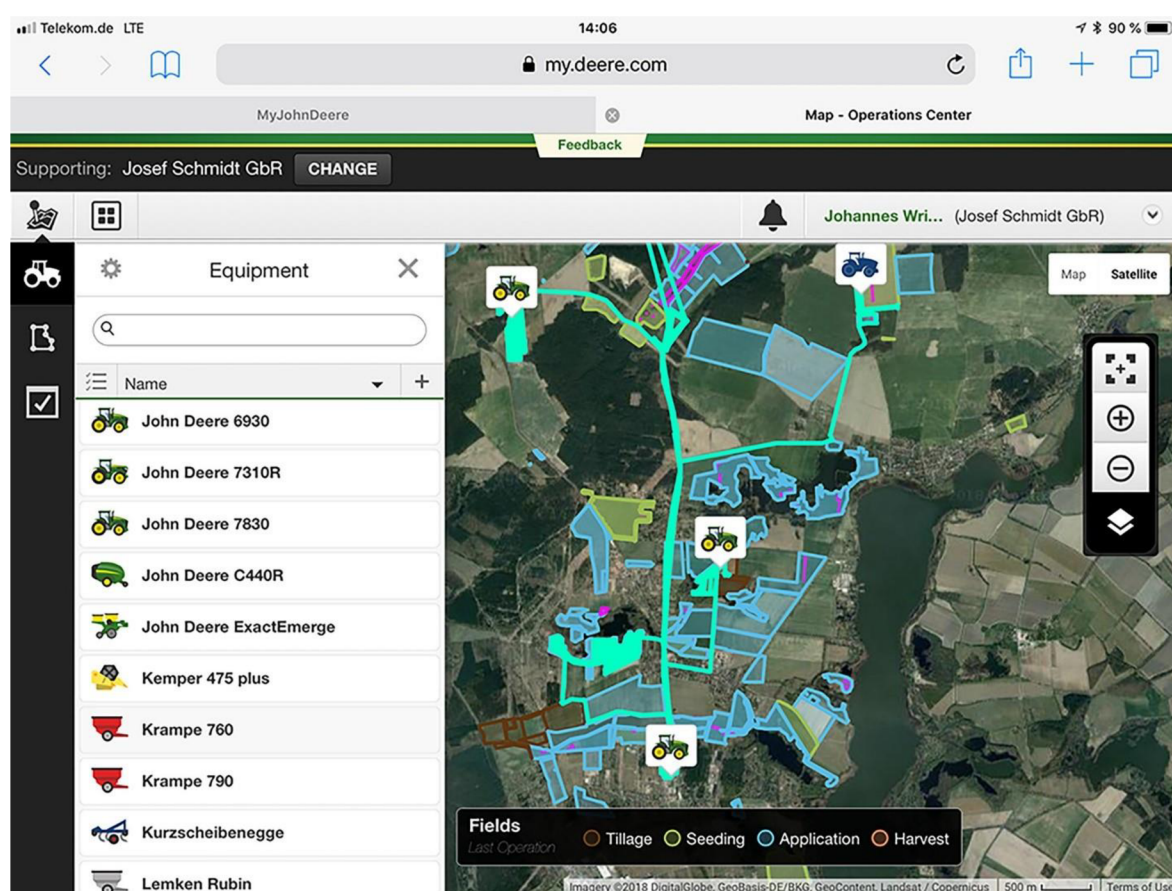 Telekom.de LTE 14:06 90 %
my.deere.com
MyJohnDeere Map - Operations Center
Feedback
Supporting: Josef Schmidt GbR CHANGE
Johannes Wri... (Josef Schmidt GbR)
Equipment
Map Satellite
Name
John Deere 6930
John Deere 7310R
John Deere 7830
John Deere C440R
John Deere ExactEmerge
Kemper 475 plus
Krampe 760
Krampe 790
Kurzscheibenegge
Lemken Rubin
Fields
Last Operation
Tillage Seeding Application Harvest
Imagery ©2018 DigitalGlobe, GeoBasis-DE/BKG, GeoContent, Landsat / Copernicus 500 m Terms of